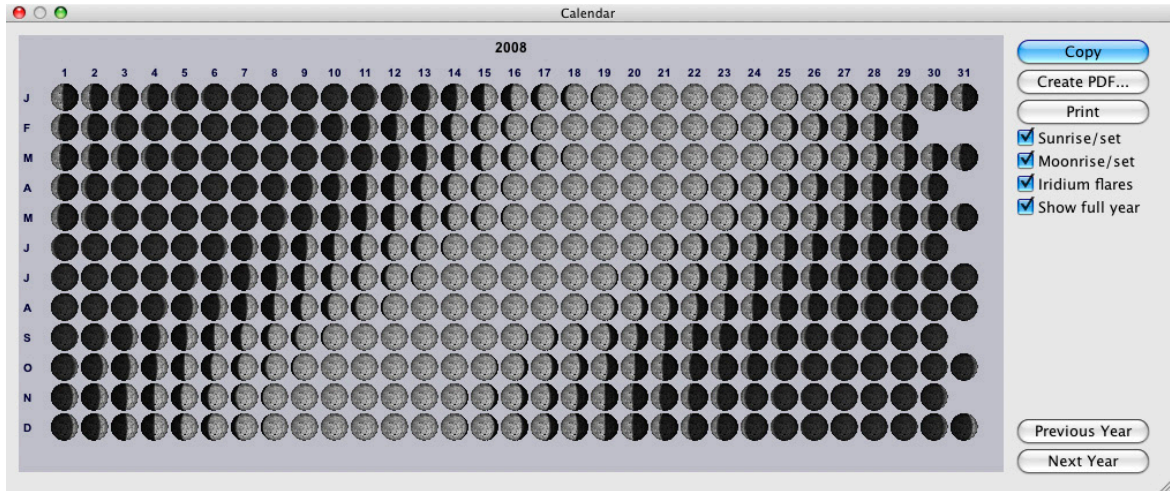 Calendar
2008
1 2 3 4 5 6 7 8 9 10 11 12 13 14 15 16 17 18 19 20 21 22 23 24 25 26 27 28 29 30 31
J
F
M
A
M
J
J
A
S
O
N
D
Copy
Create PDF...
Print
Sunrise/set
Moonrise/set
Iridium flares
Show full year
Previous Year
Next Year